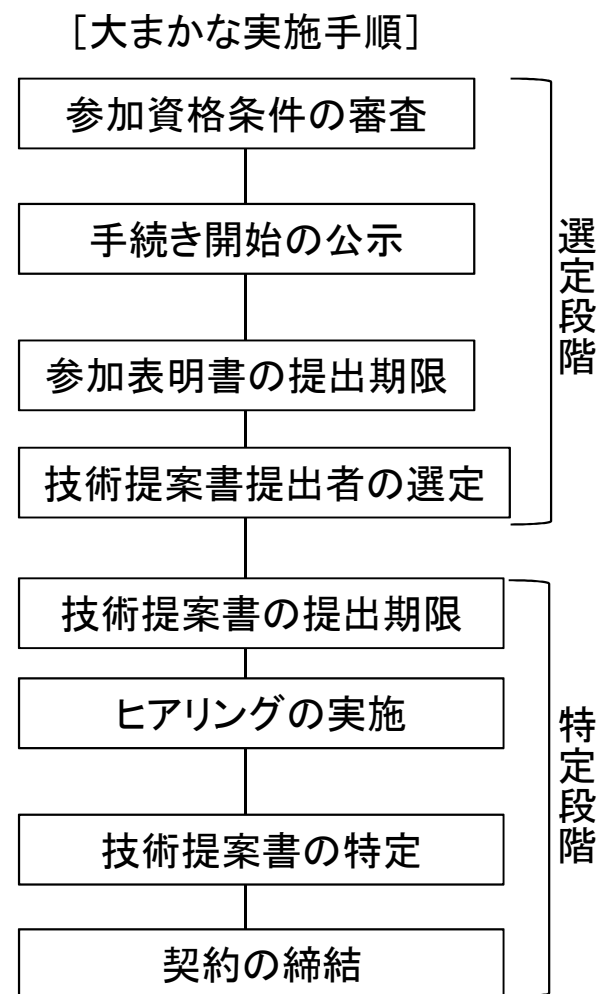 ［大まかな実施手順］
参加資格条件の審査
手続き開始の公示
参加表明書の提出期限
技術提案書提出者の選定
選定段階
技術提案書の提出期限
ヒアリングの実施
技術提案書の特定
契約の締結
特定段階